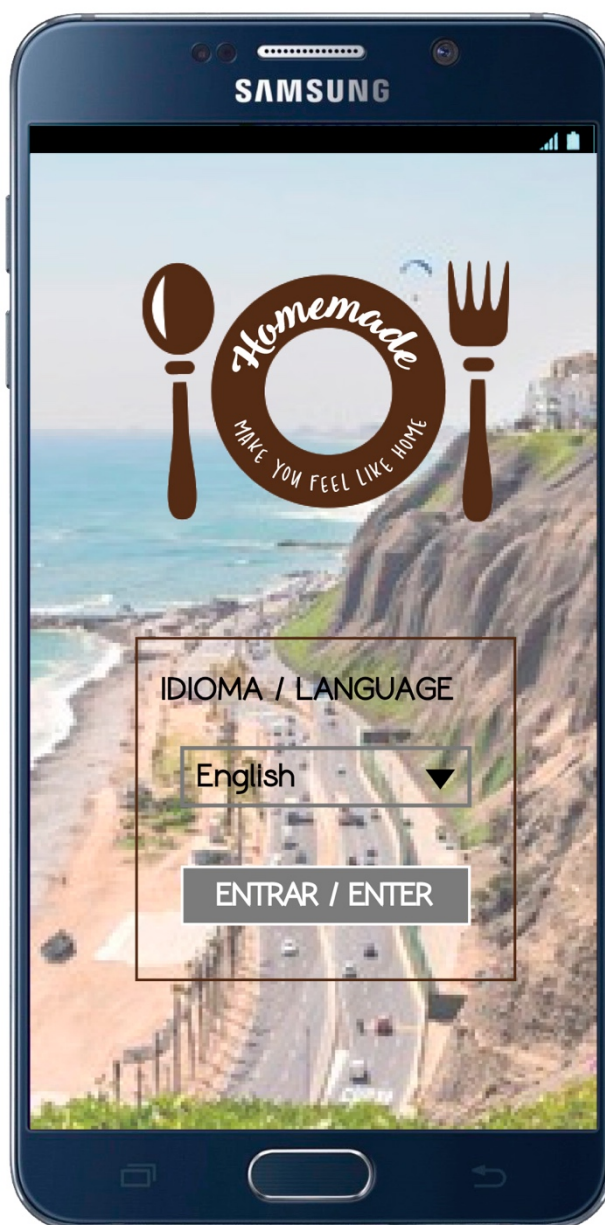 SAMSUNG
Homemade
MAKE YOU FEEL LIKE HOME
IDIOMA / LANGUAGE
English
ENTRAR / ENTER